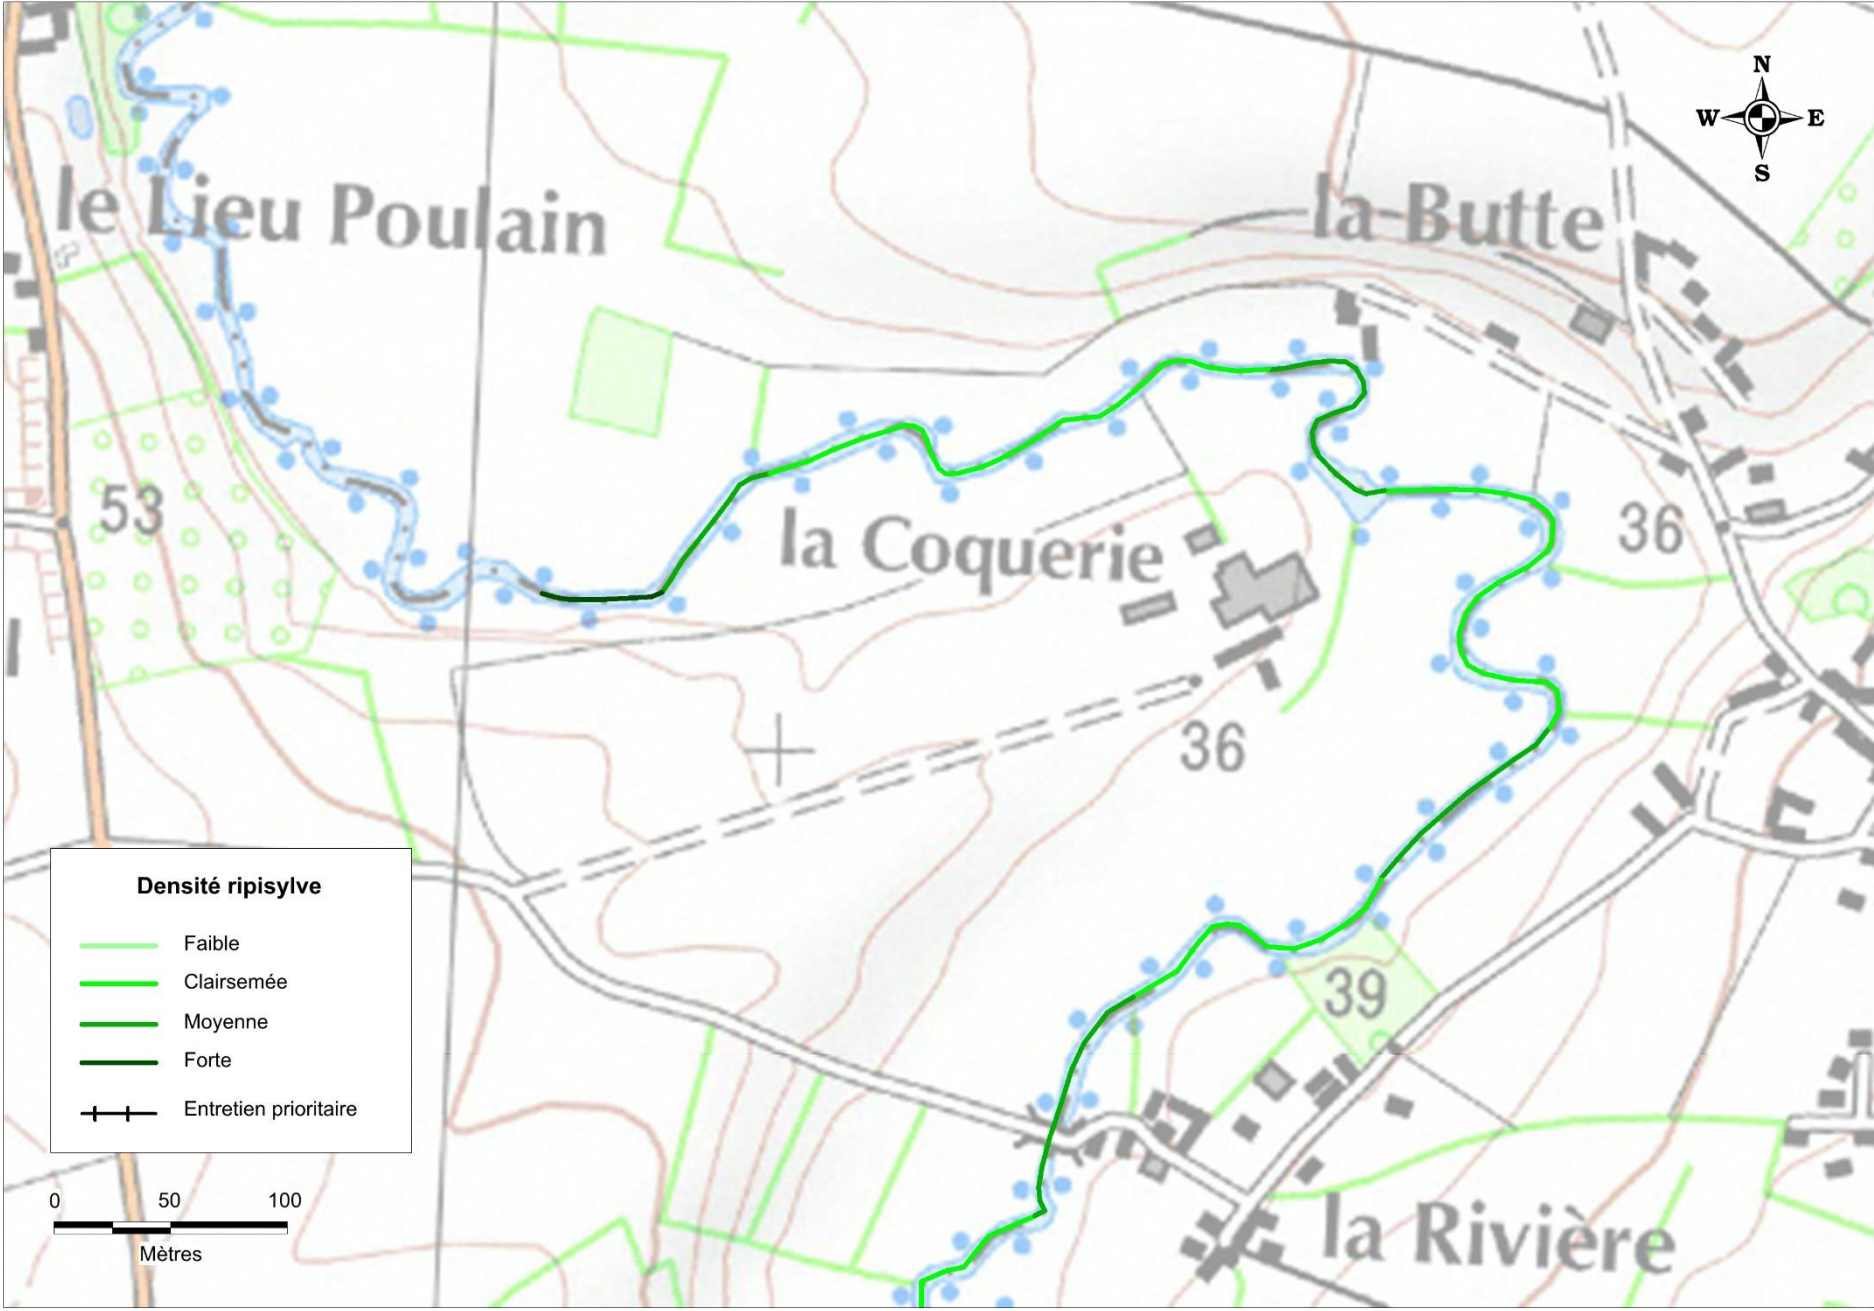 N
W E
S
la Butte
le Lieu Poulain
53
la Coquerie
36
36
39
la Rivière
Densité ripisylve
Faible
Clairsemée
Moyenne
Forte
Entretien prioritaire
0 50 100
Mètres